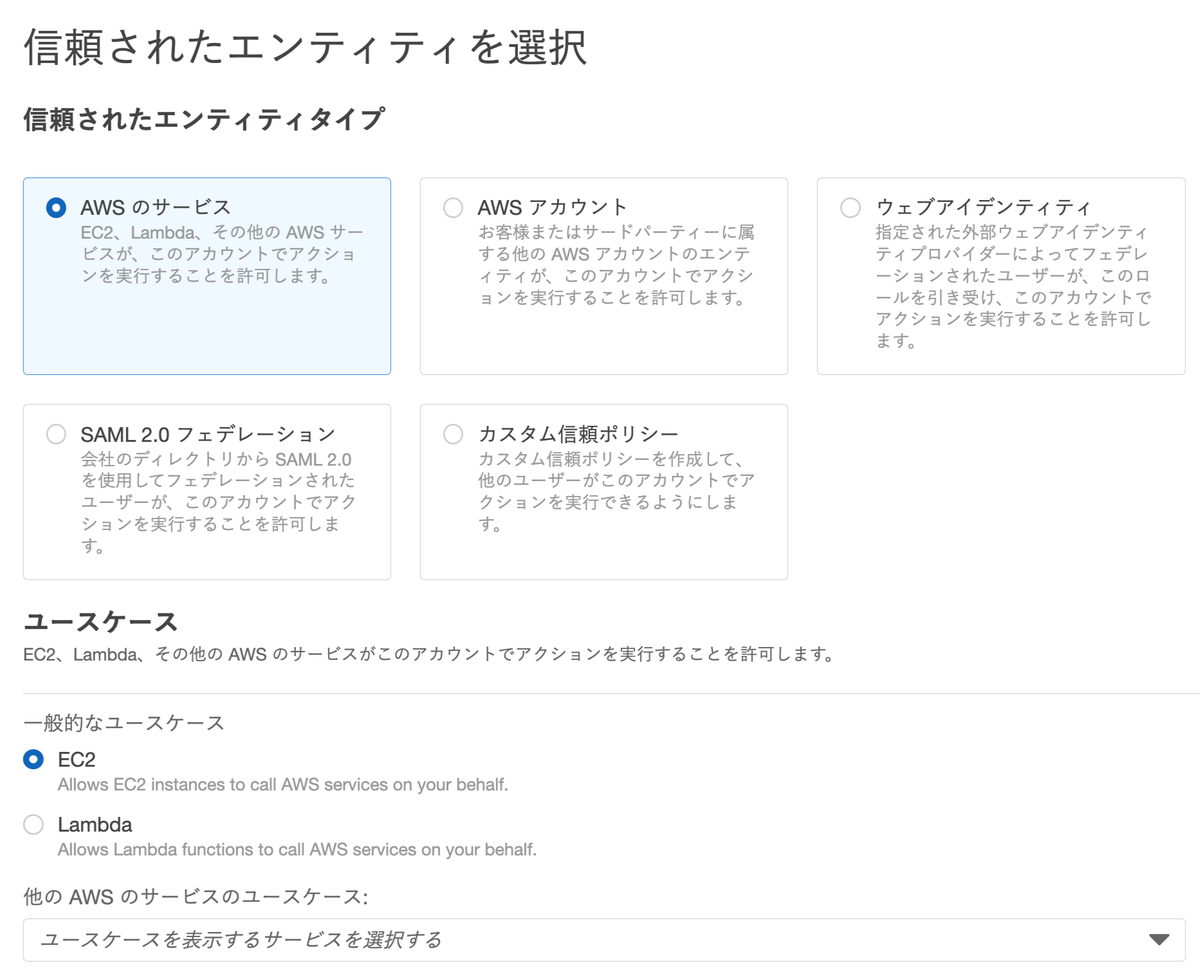 信頼されたエンティティを選択
信頼されたエンティティタイプ
AWS のサービス
EC2、Lambda、その他の AWS サー
ビスが、このアカウントでアクショ
ンを実行することを許可します。
AWS アカウント
お客様またはサードパーティーに属
する他の AWS アカウントのエンテ
ィティが、このアカウントでアクシ
ョンを実行することを許可します。
ウェブアイデンティティ
指定された外部ウェブアイデンティ
ティプロバイダーによってフェデレ
ーションされたユーザーが、このロ
ールを引き受け、このアカウントで
アクションを実行することを許可し
ます。
SAML 2.0 フェデレーション
会社のディレクトリから SAML 2.0
を使用してフェデレーションされた
ユーザーが、このアカウントでアク
ションを実行することを許可しま
す。
カスタム信頼ポリシー
カスタム信頼ポリシーを作成して、
他のユーザーがこのアカウントでア
クションを実行できるようにしま
す。
ユースケース
EC2、Lambda、その他の AWS のサービスがこのアカウントでアクションを実行することを許可します。
一般的なユースケース
EC2
Allows EC2 instances to call AWS services on your behalf.
Lambda
Allows Lambda functions to call AWS services on your behalf.
他の AWS のサービスのユースケース:
ユースケースを表示するサービスを選択する